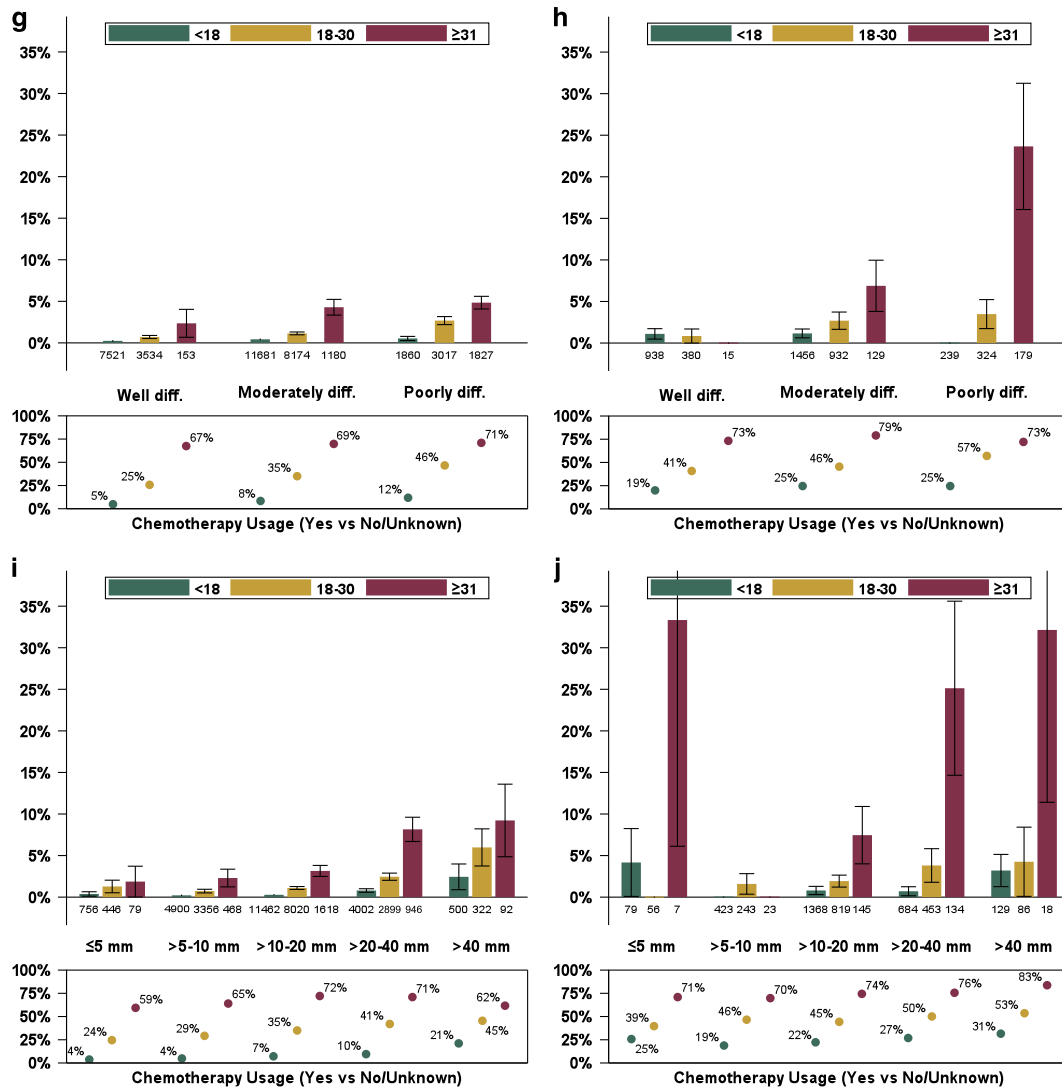 g
<18 18-30 ≥31
35%
30%
25%
20%
15%
10%
5%
0%
7521 3534 153 11681 8174 1180 1860 3017 1827
Well diff. Moderately diff. Poorly diff.
100%
75%
50%
25%
0%
5% 25% 67% 8% 35% 69% 12% 46% 71%
Chemotherapy Usage (Yes vs No/Unknown)
h
<18 18-30 ≥31
35%
30%
25%
20%
15%
10%
5%
0%
938 380 15 1456 932 129 239 324 179
Well diff. Moderately diff. Poorly diff.
100%
75%
50%
25%
0%
19% 41% 73% 25% 46% 79% 25% 57% 73%
Chemotherapy Usage (Yes vs No/Unknown)
i
<18 18-30 ≥31
35%
30%
25%
20%
15%
10%
5%
0%
756 446 79 4900 3356 468 11462 8020 1618 4002 2899 946 500 322 92
≤5 mm >5-10 mm >10-20 mm >20-40 mm >40 mm
100%
75%
50%
25%
0%
4% 24% 59% 4% 29% 65% 7% 35% 72% 10% 41% 71% 21% 45% 62%
Chemotherapy Usage (Yes vs No/Unknown)
j
<18 18-30 ≥31
35%
30%
25%
20%
15%
10%
5%
0%
79 56 7 423 243 23 1368 819 145 684 453 134 129 86 18
≤5 mm >5-10 mm >10-20 mm >20-40 mm >40 mm
100%
75%
50%
25%
0%
25% 39% 71% 19% 46% 70% 22% 45% 74% 27% 50% 76% 31% 53% 83%
Chemotherapy Usage (Yes vs No/Unknown)